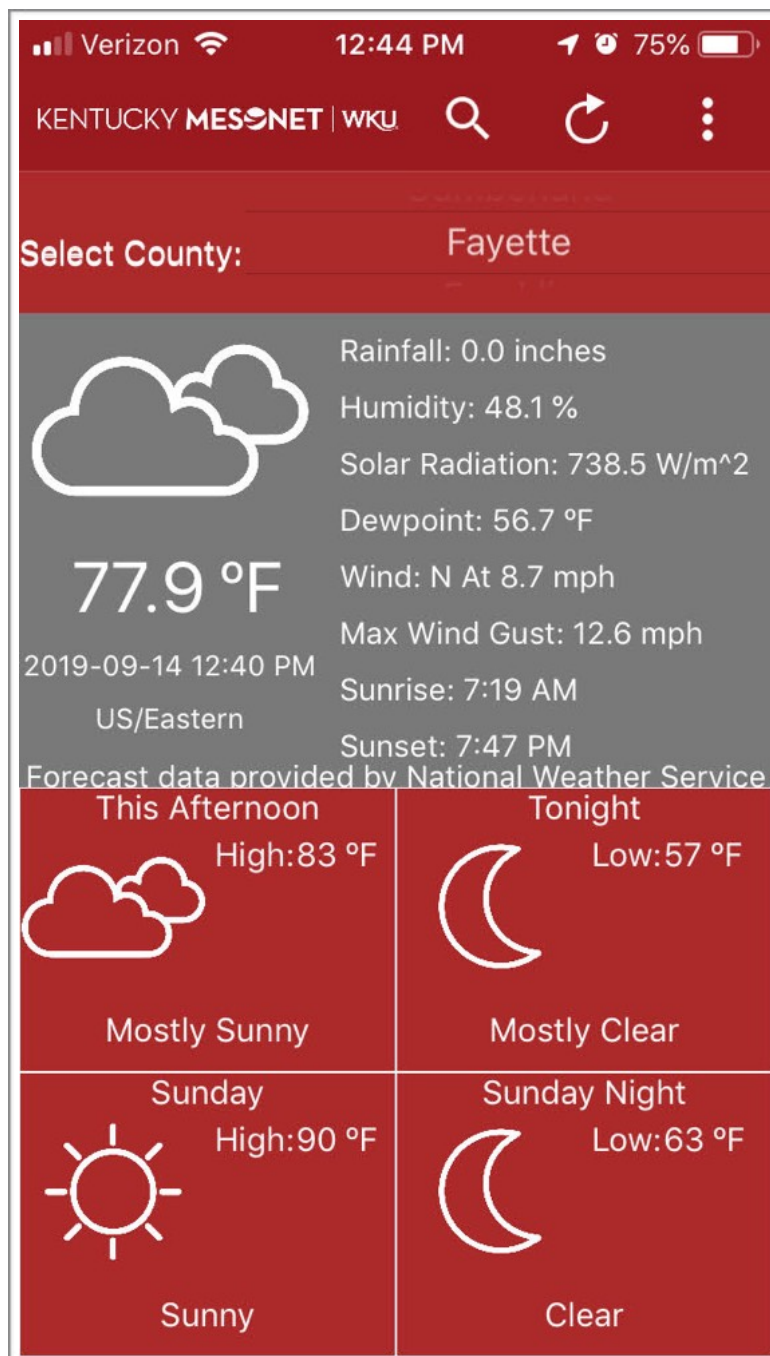 Verizon 12:44 PM 75%
KENTUCKY MESONET | WKU
Select County: Fayette
Rainfall: 0.0 inches
Humidity: 48.1 %
Solar Radiation: 738.5 W/m^2
Dewpoint: 56.7 ºF
77.9 ºF
Wind: N At 8.7 mph
Max Wind Gust: 12.6 mph
2019-09-14 12:40 PM
Sunrise: 7:19 AM
US/Eastern
Sunset: 7:47 PM
Forecast data provided by National Weather Service
This Afternoon
High:83 ºF
Mostly Sunny
Tonight
Low:57 ºF
Mostly Clear
Sunday
High:90 ºF
Sunny
Sunday Night
Low:63 ºF
Clear